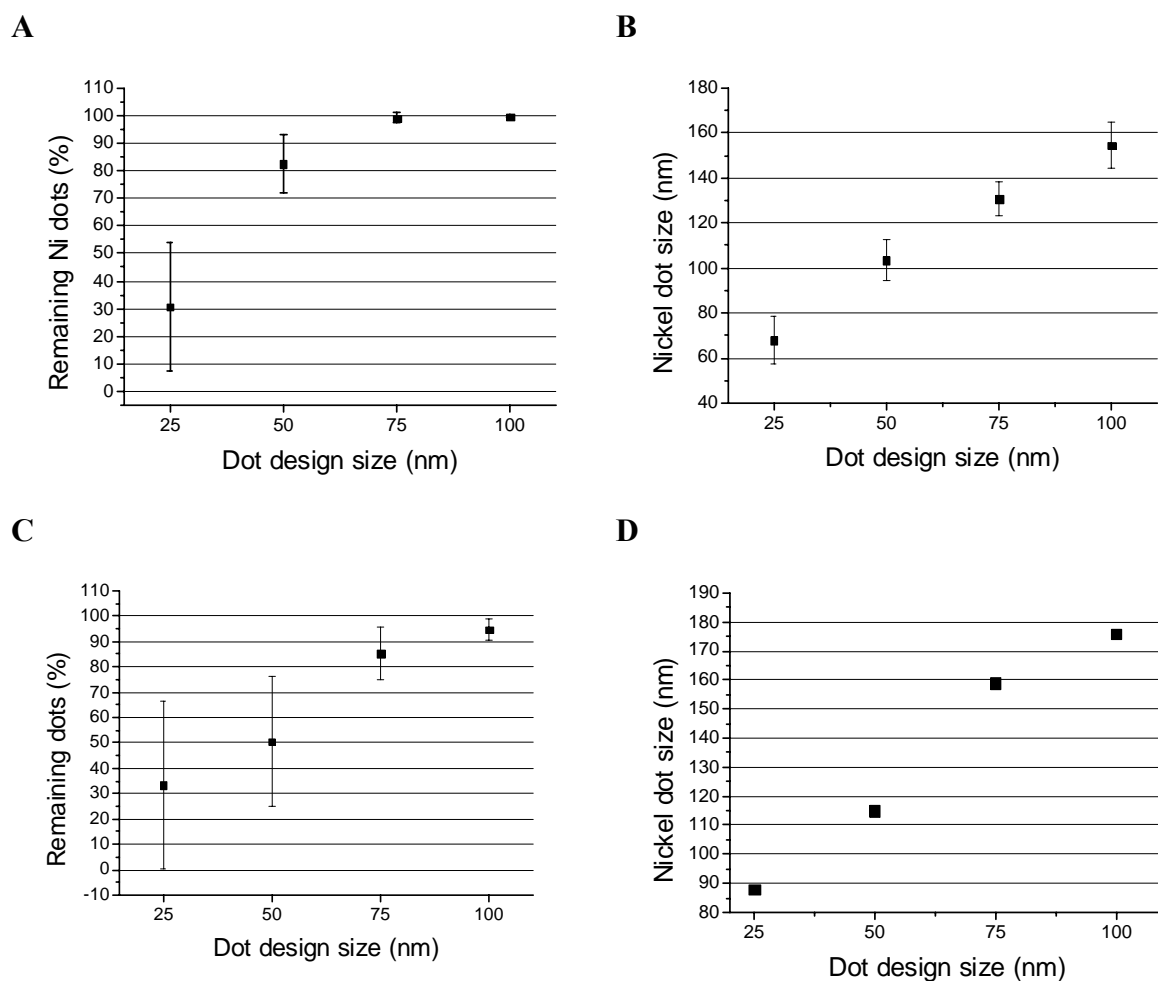 A
Remaining Ni dots (%)
110
100
90
80
70
60
50
40
30
20
10
0
25 50 75 100
Dot design size (nm)
B
Nickel dot size (nm)
180
160
140
120
100
80
60
40
25 50 75 100
Dot design size (nm)
C
Remaining dots (%)
110
100
90
80
70
60
50
40
30
20
10
0
-10
25 50 75 100
Dot design size (nm)
D
Nickel dot size (nm)
190
180
170
160
150
140
130
120
110
100
90
80
25 50 75 100
Dot design size (nm)